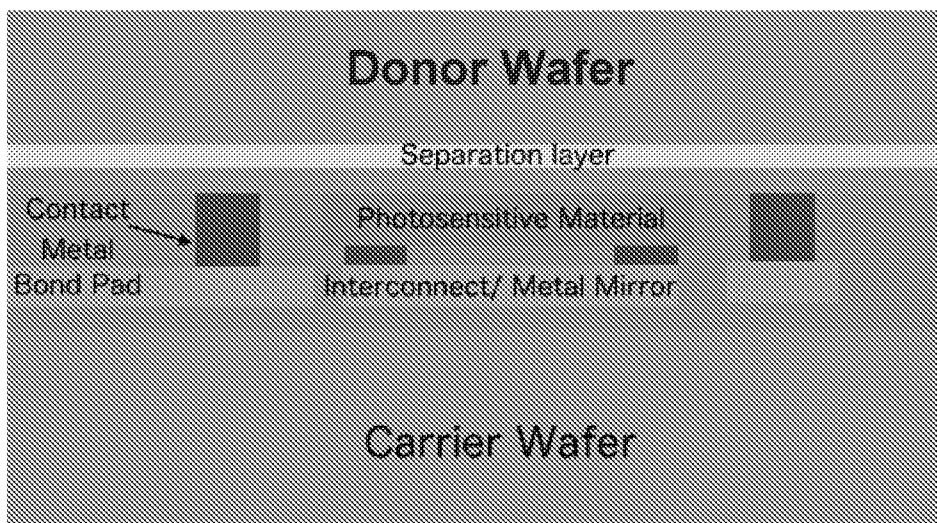 Donor Wafer
Separation layer
Contact
Metal
Bond Pad
Photosensitive Material
Interconnect/ Metal Mirror
Carrier Wafer